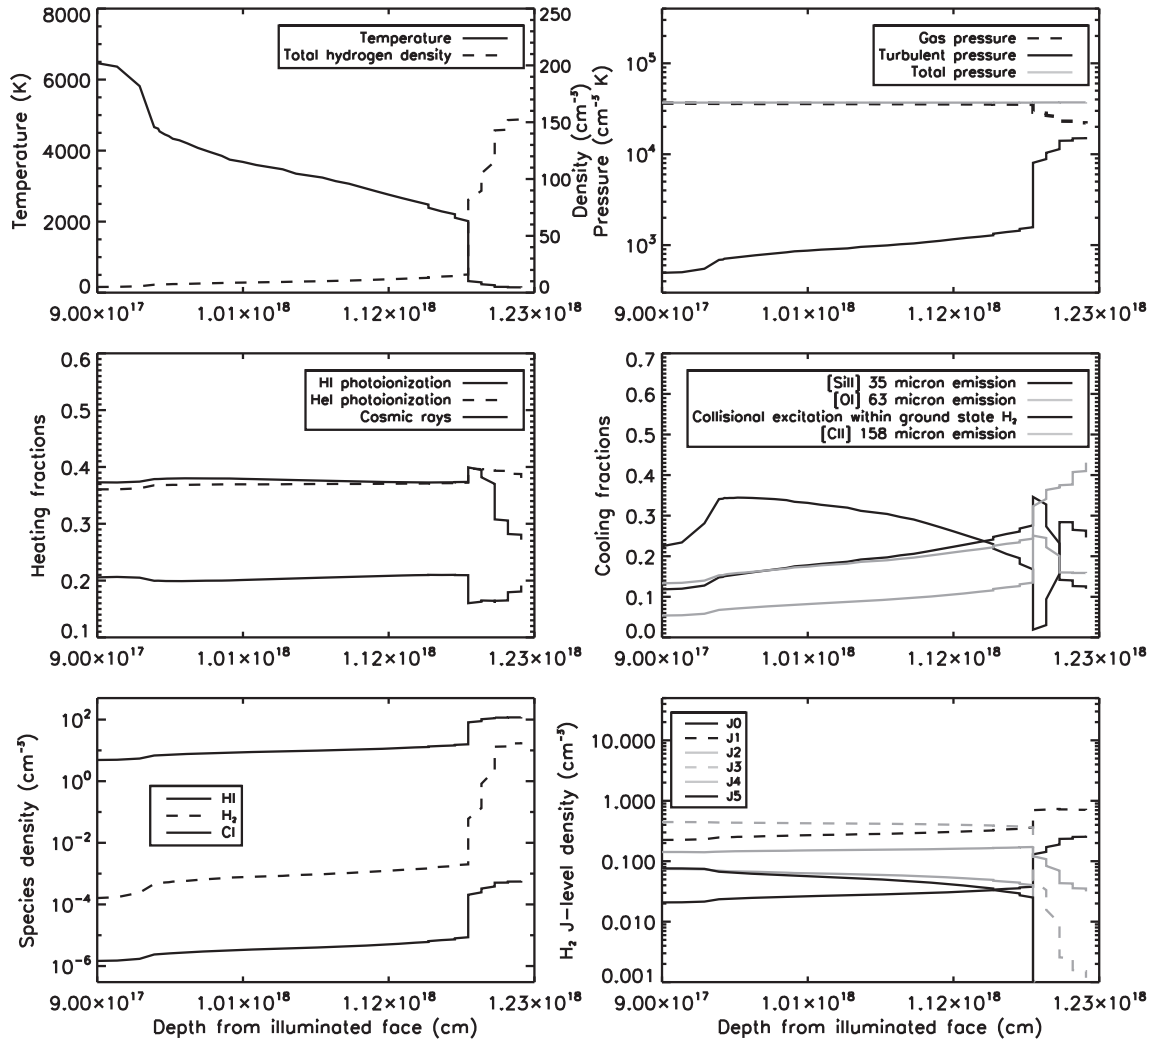 8000
6000
4000
2000
0
Temperature (K)
Temperature
Total hydrogen density
250
200
150
100
50
0
Density (cm⁻³)
9.00×10¹⁷
1.01×10¹⁸
1.12×10¹⁸
1.23×10¹⁸
10⁵
10⁴
10³
Pressure (cm⁻³ K)
Gas pressure
Turbulent pressure
Total pressure
9.00×10¹⁷
1.01×10¹⁸
1.12×10¹⁸
1.23×10¹⁸
0.6
0.5
0.4
0.3
0.2
0.1
Heating fractions
HI photoionization
HeI photoionization
Cosmic rays
9.00×10¹⁷
1.01×10¹⁸
1.12×10¹⁸
1.23×10¹⁸
0.7
0.6
0.5
0.4
0.3
0.2
0.1
0.0
Cooling fractions
[SiII] 35 micron emission
[OI] 63 micron emission
Collisional excitation within ground state H₂
[CII] 158 micron emission
9.00×10¹⁷
1.01×10¹⁸
1.12×10¹⁸
1.23×10¹⁸
10²
10⁰
10⁻²
10⁻⁴
10⁻⁶
Species density (cm⁻³)
HI
H₂
CI
9.00×10¹⁷
1.01×10¹⁸
1.12×10¹⁸
1.23×10¹⁸
Depth from illuminated face (cm)
10.000
1.000
0.100
0.010
0.001
H₂ J-level density (cm⁻³)
J0
J1
J2
J3
J4
J5
9.00×10¹⁷
1.01×10¹⁸
1.12×10¹⁸
1.23×10¹⁸
Depth from illuminated face (cm)